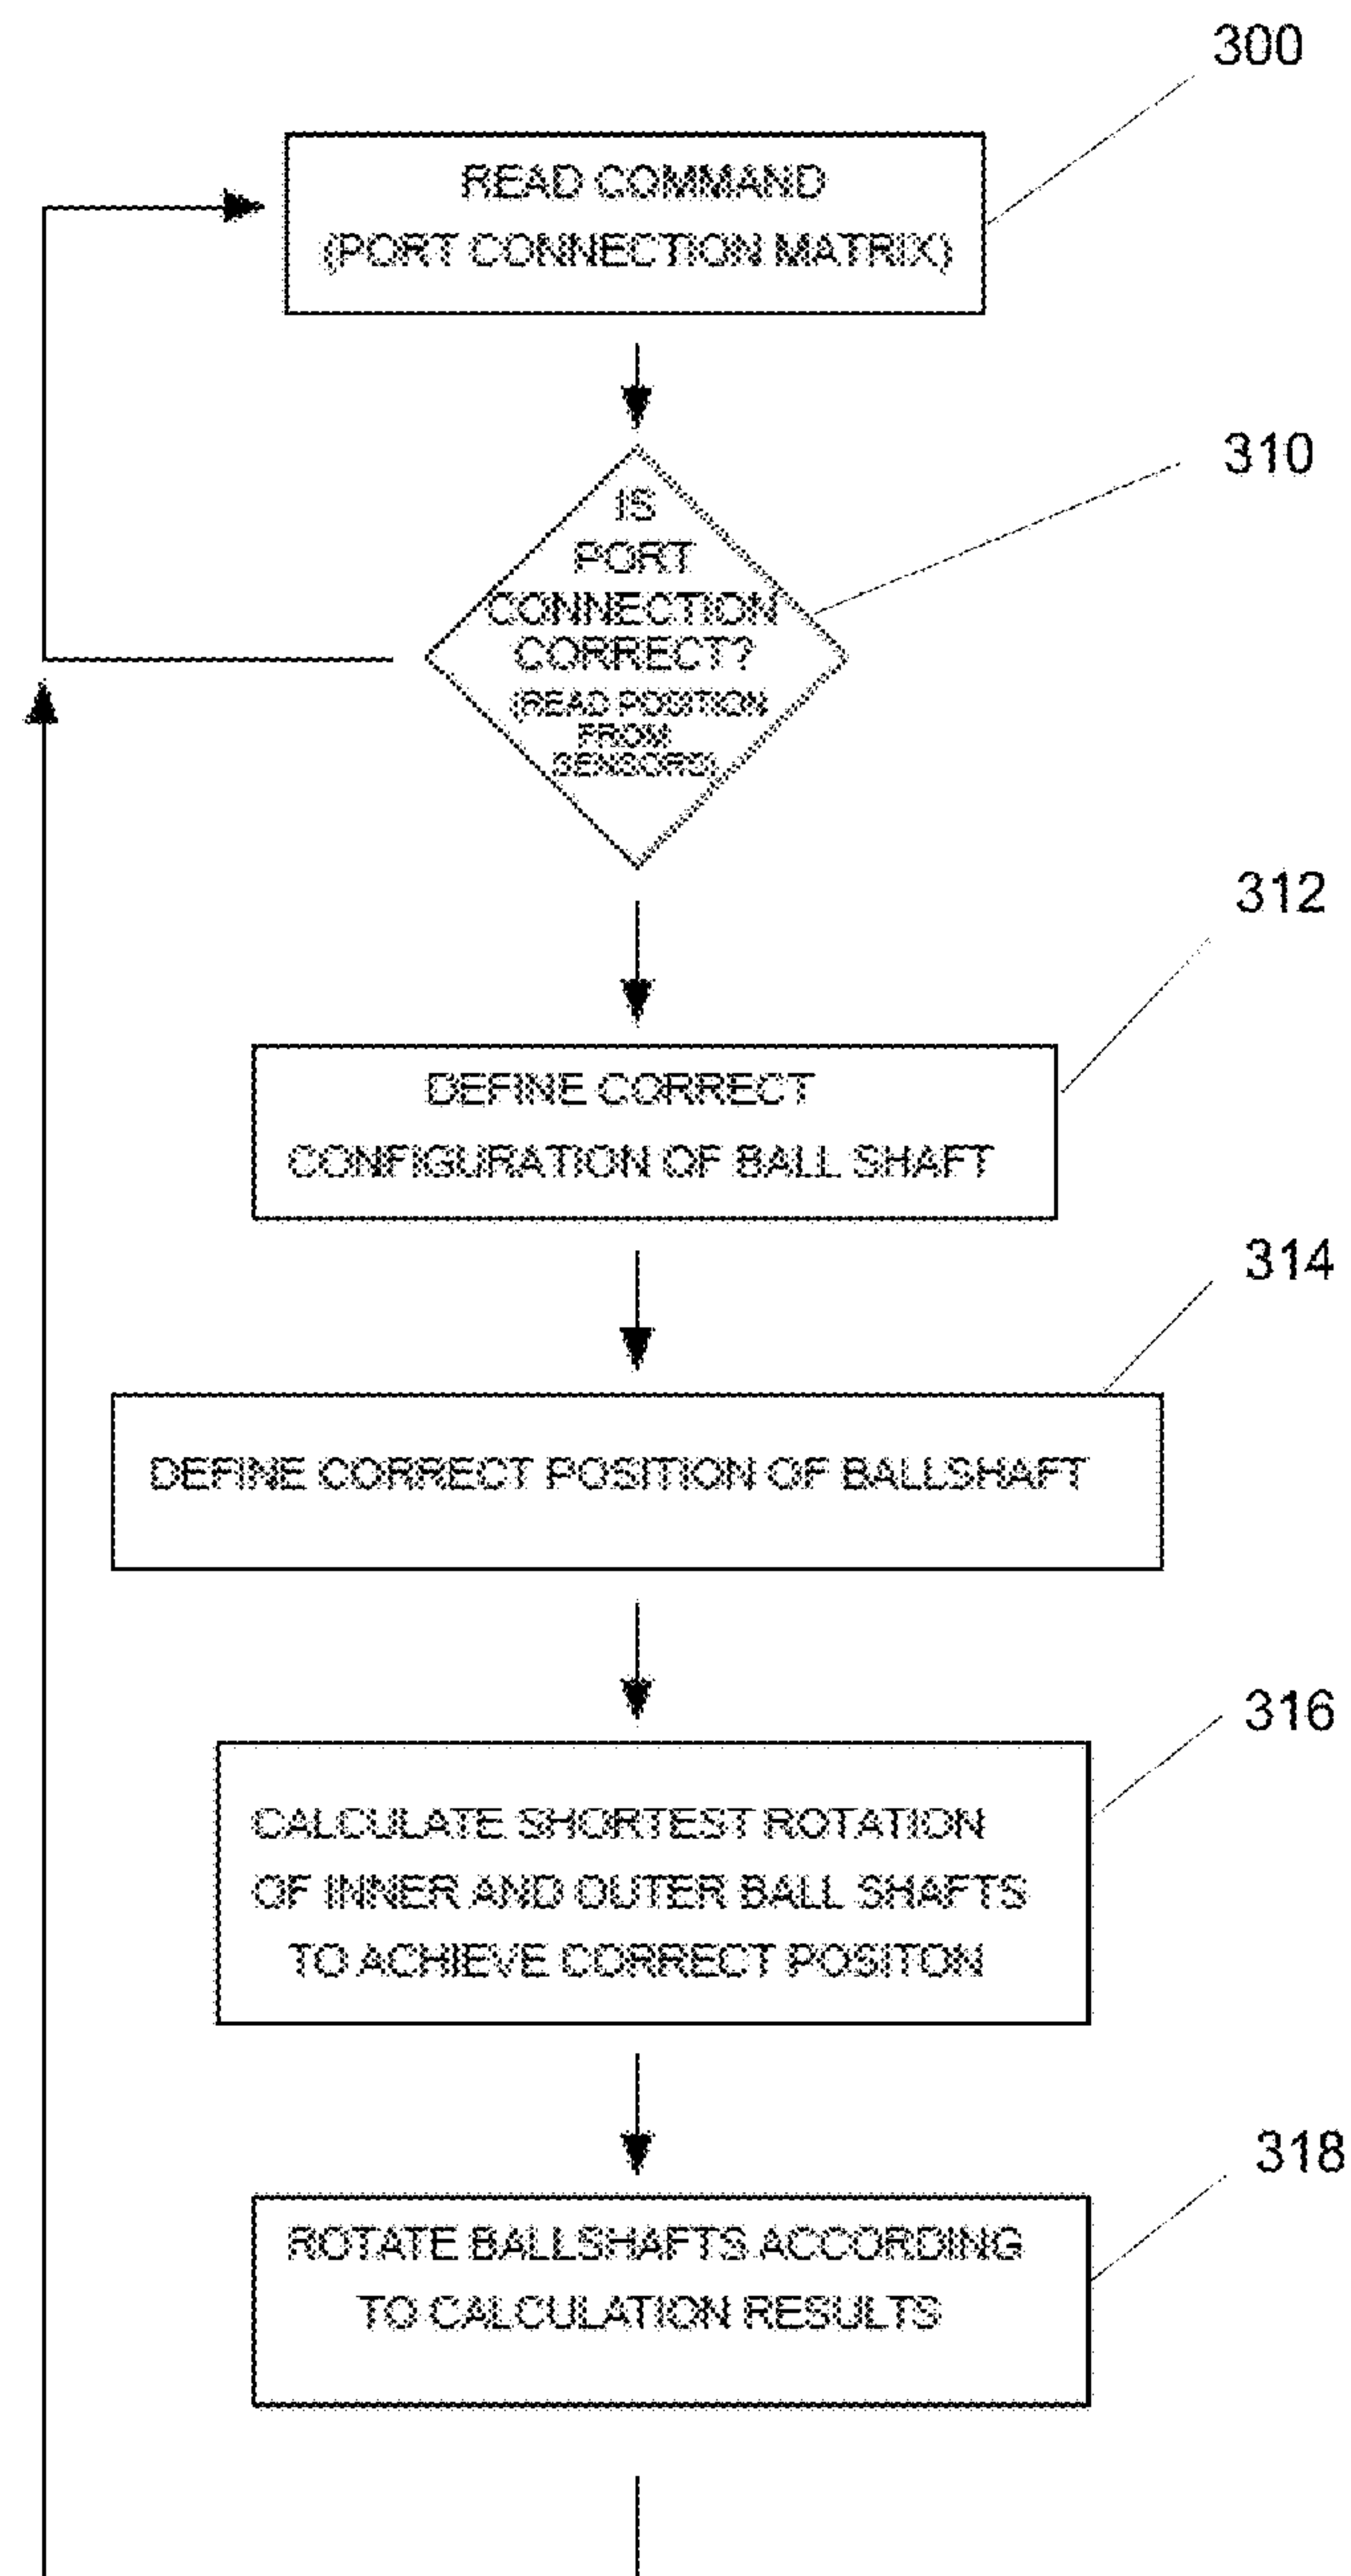 300
READ COMMAND
(PORT CONNECTION MATRIX)
310
IS
PORT
CONNECTION
CORRECT?
(READ POSITION
FROM
SENSORS)
312
DEFINE CORRECT
CONFIGURATION OF BALL SHAFT
314
DEFINE CORRECT POSITION OF BALLSHAFT
316
CALCULATE SHORTEST ROTATION
OF INNER AND OUTER BALL SHAFTS
TO ACHIEVE CORRECT POSITON
318
ROTATE BALLSHAFTS ACCORDING
TO CALCULATION RESULTS